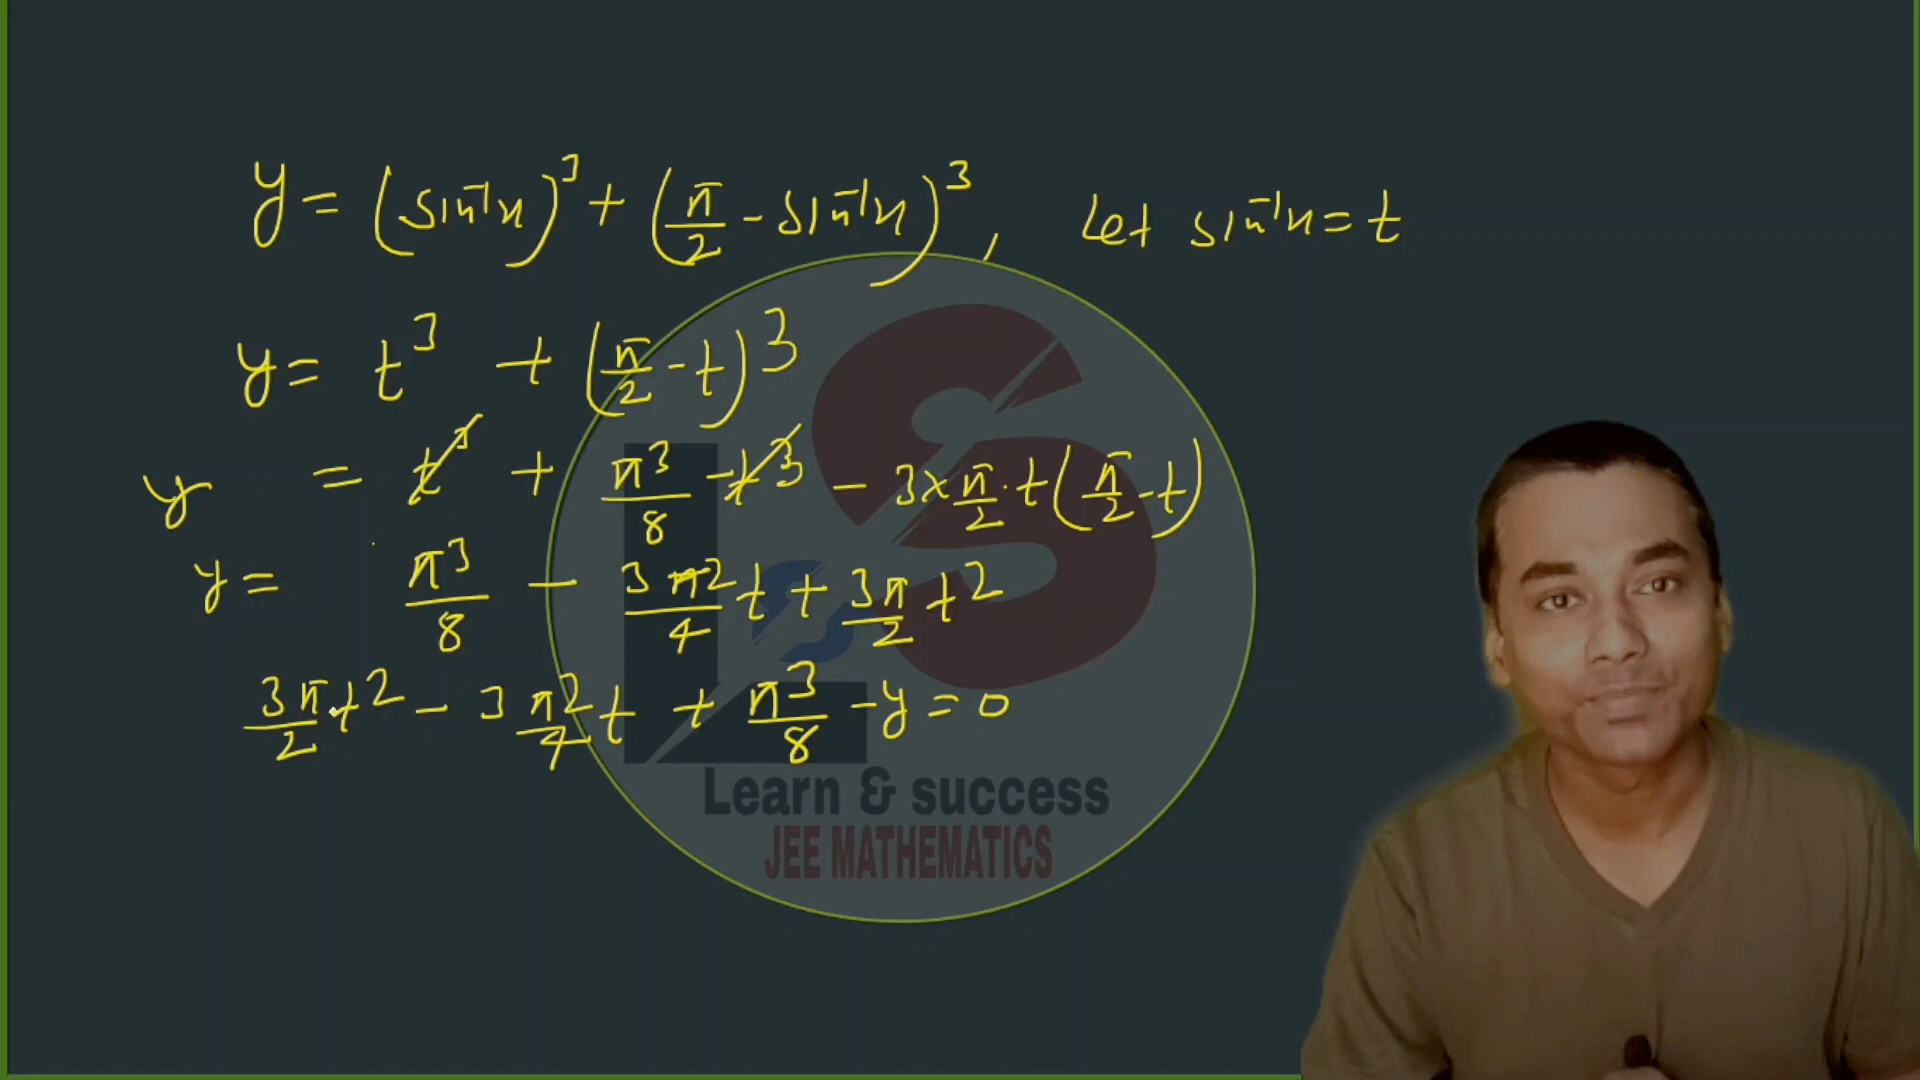 y = (sin⁻¹x)³ + (π/2 - sin⁻¹x)³, Let sin⁻¹x = t
y = t³ + (π/2 - t)³
y = t³ + π³/8 - t³ - 3×π/2·t(π/2 - t)
y = π³/8 - 3π²/4 t + 3π/2 t²
3π/2 t² - 3π²/4 t + π³/8 - y = 0
LS
Learn & success
JEE MATHEMATICS